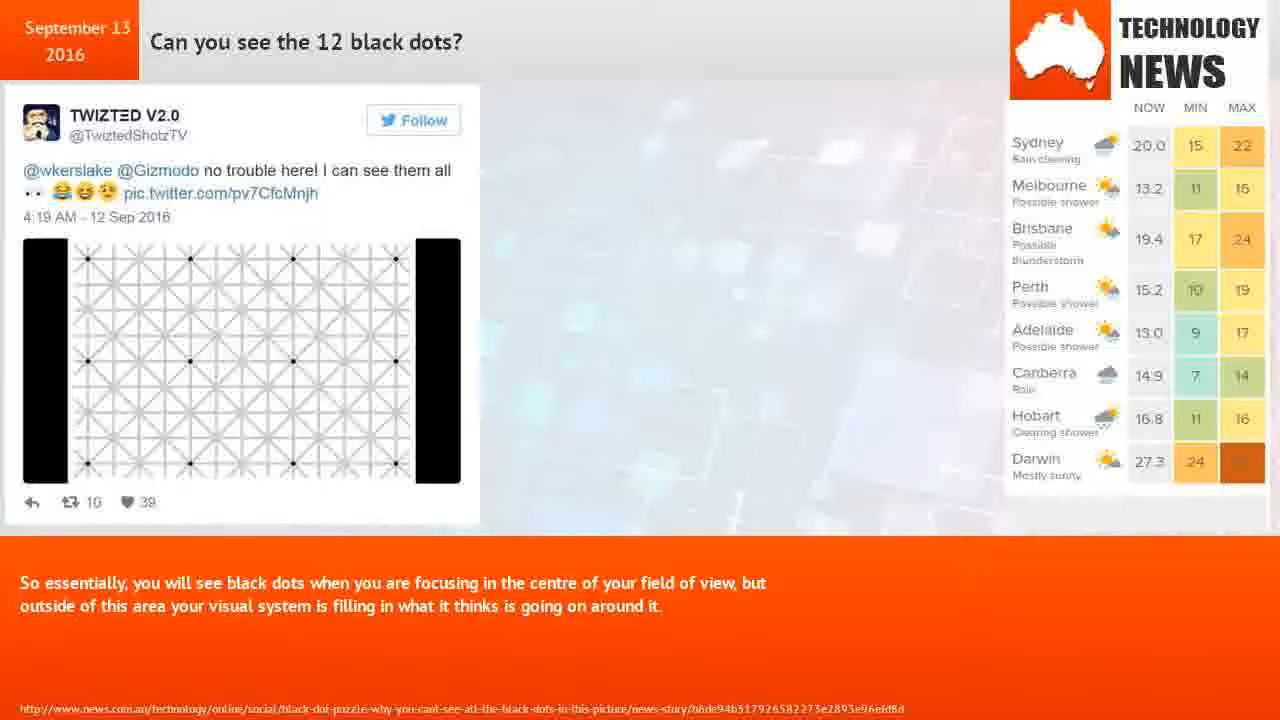 September 13
2016
Can you see the 12 black dots?
TECHNOLOGY
NEWS
TWIZTΞD V2.0
@TwiztedShotzTV
Follow
@wkerslake @Gizmodo no trouble here! I can see them all
👀 😂😆😉 pic.twitter.com/pv7CfcMnjh
4:19 AM - 12 Sep 2016
10 39
NOW MIN MAX
Sydney 20.0 15 22
Rain clearing
Melbourne 13.2 11 16
Possible shower
Brisbane 19.4 17 24
Possible
thunderstorm
Perth 15.2 10 19
Possible shower
Adelaide 13.0 9 17
Possible shower
Canberra 14.9 7 14
Rain
Hobart 16.8 11 16
Clearing shower
Darwin 27.3 24
Mostly sunny
So essentially, you will see black dots when you are focusing in the centre of your field of view, but
outside of this area your visual system is filling in what it thinks is going on around it.